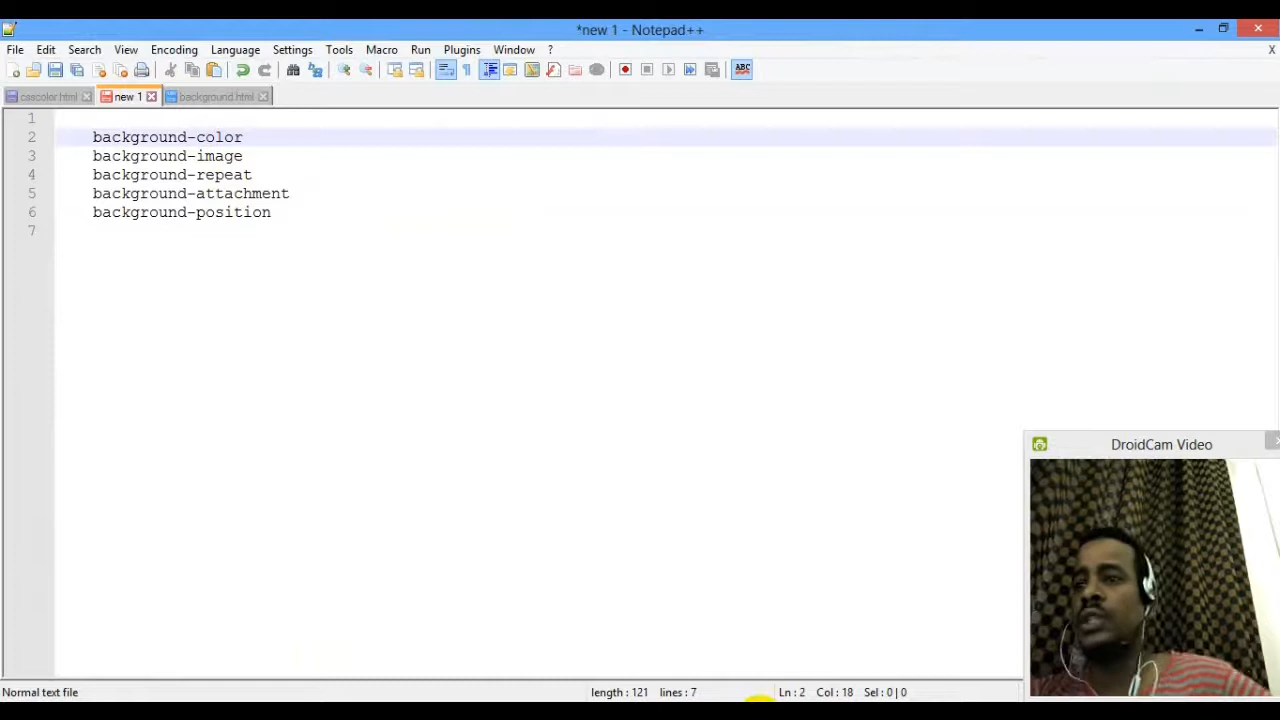 *new 1 - Notepad++
File Edit Search View Encoding Language Settings Tools Macro Run Plugins Window ? X
ABC
csscolor.html new 1 background.html
1
2 background-color
3 background-image
4 background-repeat
5 background-attachment
6 background-position
7
DroidCam Video
Normal text file length : 121 lines : 7 Ln : 2 Col : 18 Sel : 0 | 0